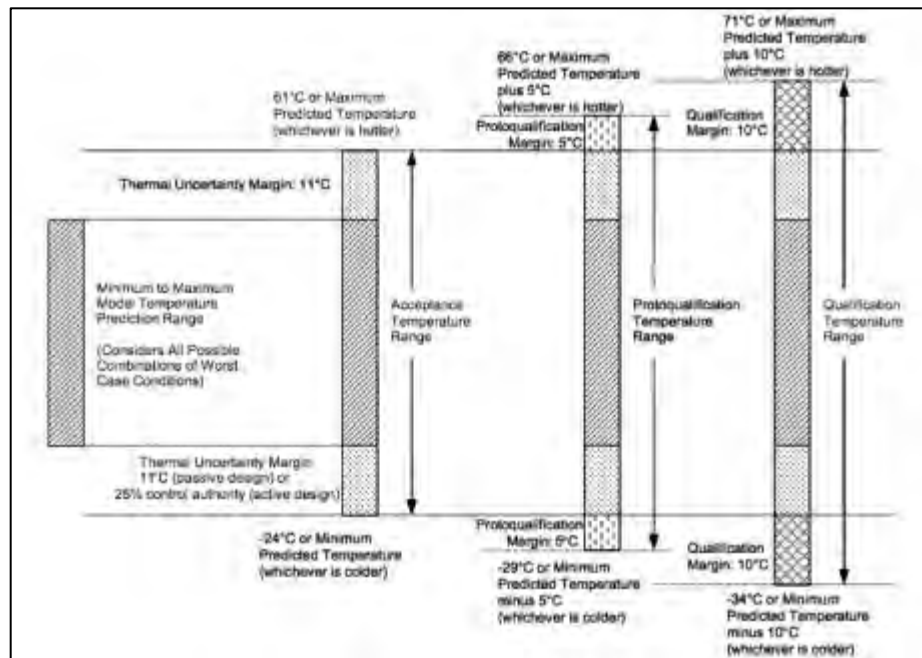 71°C or Maximum
Predicted Temperature
plus 10°C
(whichever is hotter)
66°C or Maximum
Predicted Temperature
plus 5°C
(whichever is hotter)
61°C or Maximum
Predicted Temperature
(whichever is hotter)
Protoqualification
Margin: 5°C
Qualification
Margin: 10°C
Thermal Uncertainty Margin: 11°C
Minimum to Maximum
Model Temperature
Prediction Range
(Considers All Possible
Combinations of Worst
Case Conditions)
Acceptance
Temperature
Range
Protoqualification
Temperature
Range
Qualification
Temperature
Range
Thermal Uncertainty Margin
11°C (passive design) or
25% control authority (active design)
-24°C or Minimum
Predicted Temperature
(whichever is colder)
Protoqualification
Margin: 5°C
-29°C or Minimum
Predicted Temperature
minus 5°C
(whichever is colder)
Qualification
Margin: 10°C
-34°C or Minimum
Predicted Temperature
minus 10°C
(whichever is colder)